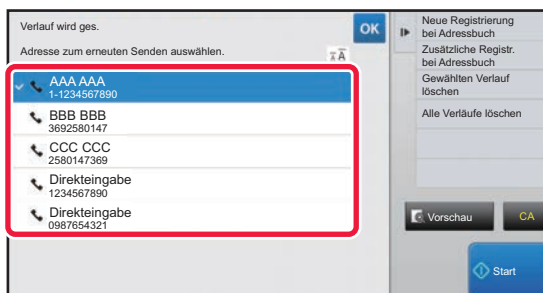 Verlauf wird ges.
OK
Adresse zum erneuten Senden auswählen.
AAA AAA
1-1234567890
BBB BBB
3692580147
CCC CCC
2580147369
Direkteingabe
1234567890
Direkteingabe
0987654321
Neue Registrierung
bei Adressbuch
Zusätzliche Registr.
bei Adressbuch
Gewählten Verlauf
löschen
Alle Verläufe löschen
Vorschau
CA
Start